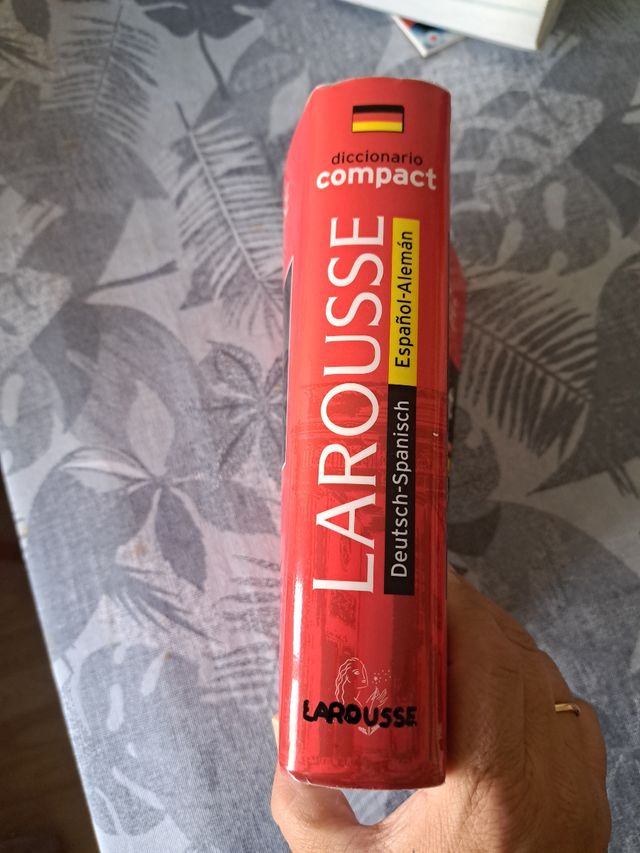 diccionario
compact
LAROUSSE
Español-Alemán
Deutsch-Spanisch
LAROUSSE